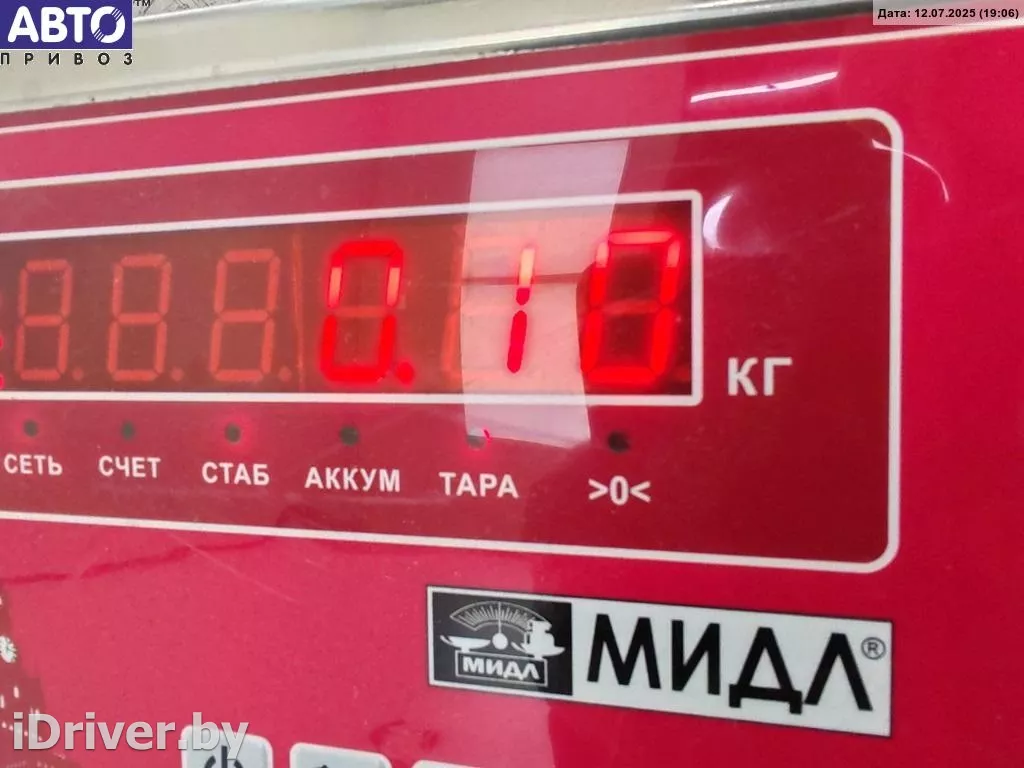 АВТО
ПРИВОЗ
Дата: 12.07.2025 (19:06)
0.10
КГ
СЕТЬ СЧЕТ СТАБ АККУМ ТАРА >0<
МИДЛ МИДЛ®
iDriver.by